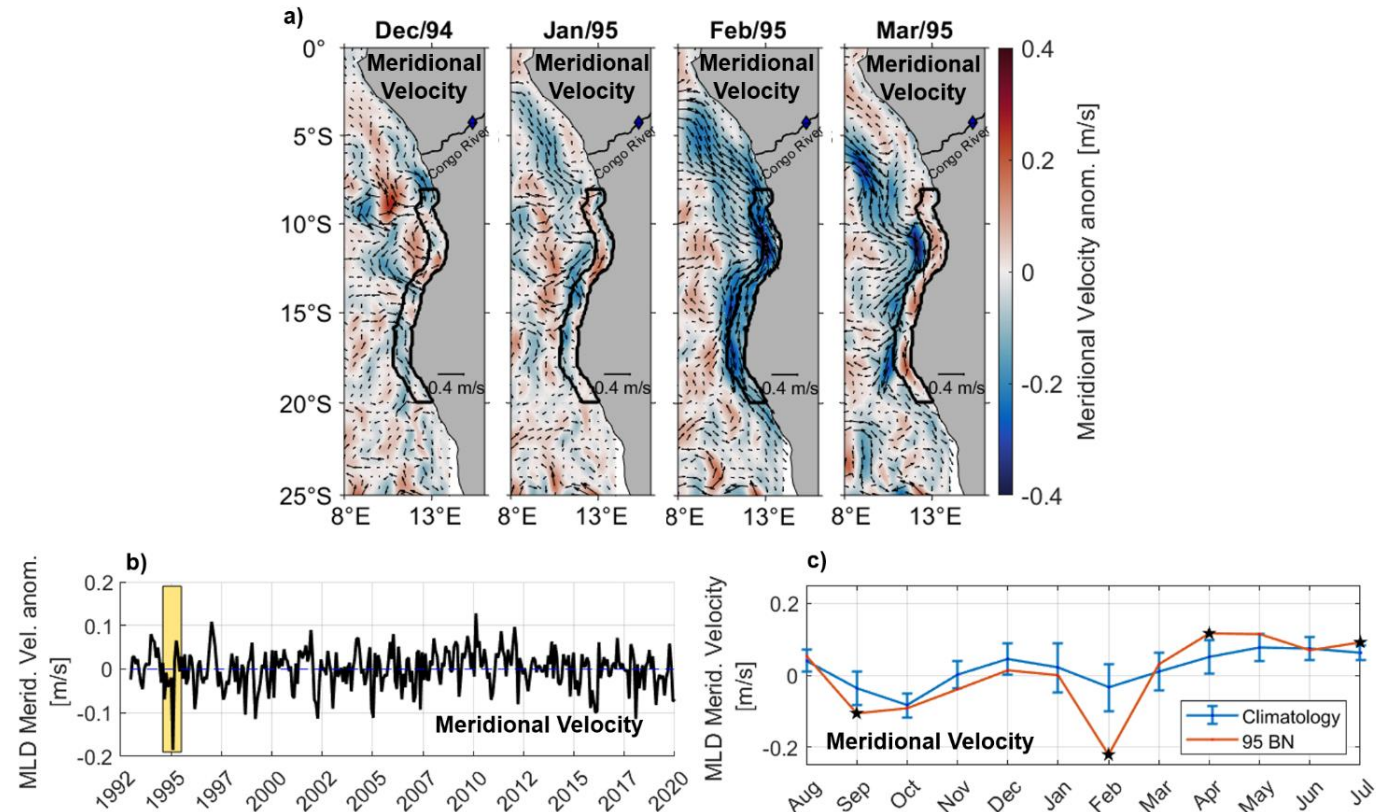 a)
Dec/94 Jan/95 Feb/95 Mar/95
Meridional Velocity
Meridional Velocity
Meridional Velocity
Meridional Velocity
0°
5°S
10°S
15°S
20°S
25°S
Congo River
Congo River
Congo River
Congo River
0.4 m/s
0.4 m/s
0.4 m/s
0.4 m/s
8°E 13°E 8°E 13°E 8°E 13°E 8°E 13°E
0.4
0.2
0
-0.2
-0.4
Meridional Velocity anom. [m/s]
b)
MLD Merid. Vel. anom.
[m/s]
0.2
0.1
0
-0.1
-0.2
Meridional Velocity
1992 1995 1997 2000 2002 2005 2007 2010 2012 2015 2017 2020
c)
MLD Merid. Velocity
[m/s]
0.2
0
-0.2
Meridional Velocity
Climatology
95 BN
Aug Sep Oct Nov Dec Jan Feb Mar Apr May Jun Jul